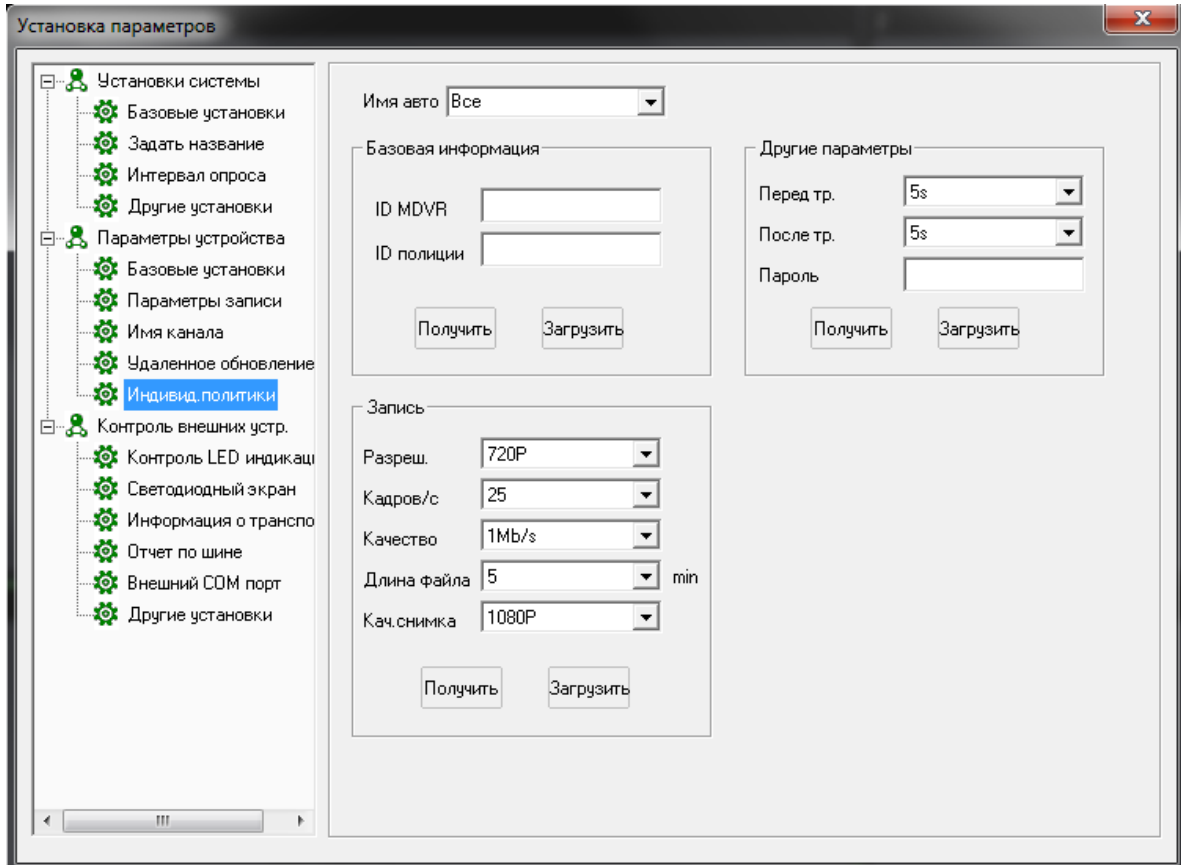 Установка параметров
Установки системы
Базовые установки
Задать название
Интервал опроса
Другие установки
Параметры устройства
Базовые установки
Параметры записи
Имя канала
Удаленное обновление
Индивид.политики
Контроль внешних устр.
Контроль LED индикаци
Светодиодный экран
Информация о транспо
Отчет по шине
Внешний COM порт
Другие установки
Имя авто Все
Базовая информация
ID MDVR
ID полиции
Получить Загрузить
Другие параметры
Перед тр. 5s
После тр. 5s
Пароль
Получить Загрузить
Запись
Разреш. 720P
Кадров/с 25
Качество 1Mb/s
Длина файла 5 min
Кач.снимка 1080P
Получить Загрузить